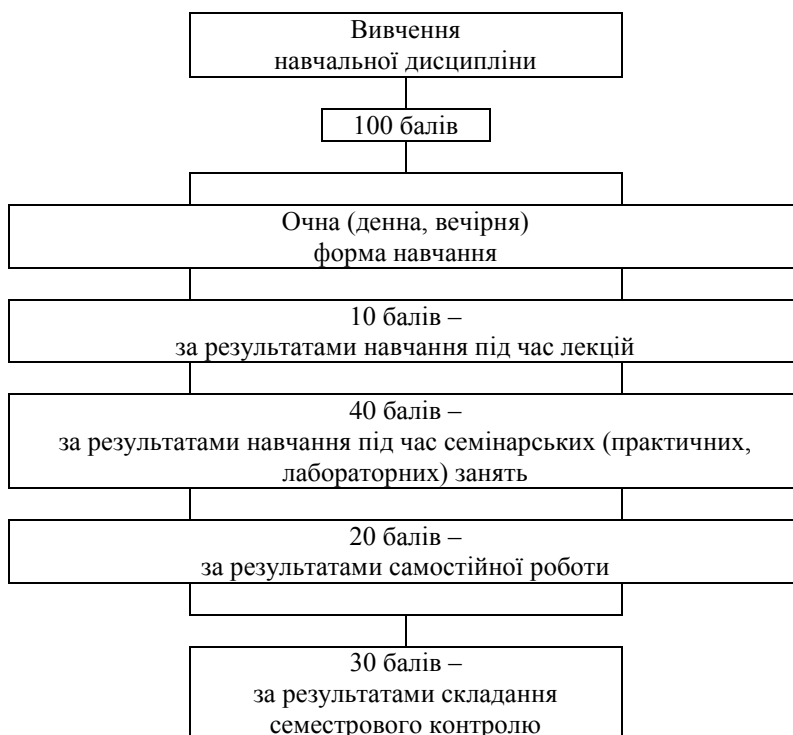 Вивчення
навчальної дисципліни
100 балів
Очна (денна, вечірня)
форма навчання
10 балів –
за результатами навчання під час лекцій
40 балів –
за результатами навчання під час семінарських (практичних,
лабораторних) занять
20 балів –
за результатами самостійної роботи
30 балів –
за результатами складання
семестрового контролю